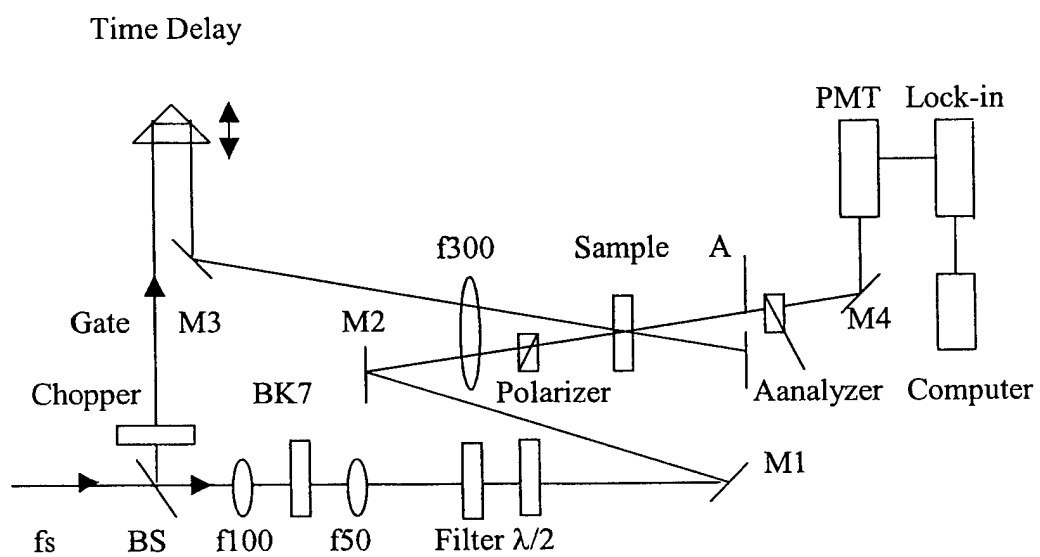 Time Delay
PMT Lock-in
f300 Sample A
Gate M3 M2 M4
Chopper BK7 Polarizer Aanalyzer Computer
M1
fs BS f100 f50 Filter λ/2